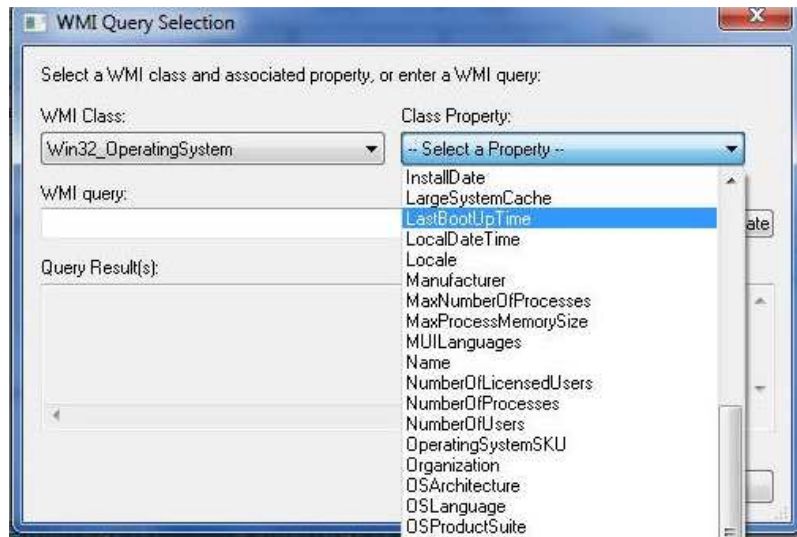 WMI Query Selection
Select a WMI class and associated property, or enter a WMI query:
WMI Class:
Class Property:
Win32_OperatingSystem
-- Select a Property --
WMI query:
InstallDate
LargeSystemCache
LastBootUpTime
LocalDateTime
Locale
Manufacturer
MaxNumberOfProcesses
MaxProcessMemorySize
MUILanguages
Name
NumberOfLicensedUsers
NumberOfProcesses
NumberOfUsers
OperatingSystemSKU
Organization
OSArchitecture
OSLanguage
OSProductSuite
ate
Query Result(s):